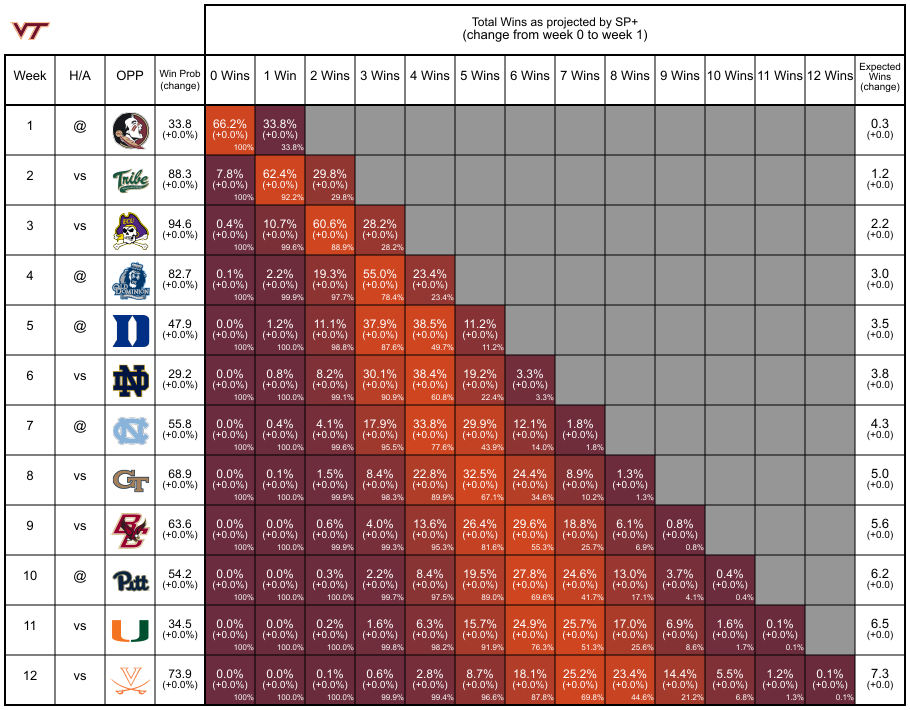 VT
Total Wins as projected by SP+
(change from week 0 to week 1)
Week H/A OPP Win Prob (change) 0 Wins 1 Win 2 Wins 3 Wins 4 Wins 5 Wins 6 Wins 7 Wins 8 Wins 9 Wins 10 Wins 11 Wins 12 Wins Expected Wins (change)
1 @ 33.8 66.2% 33.8% 0.3
(+0.0%) (+0.0%) (+0.0%) (+0.0)
100% 33.8%
2 vs Tribe 88.3 7.8% 62.4% 29.8% 1.2
(+0.0%) (+0.0%) (+0.0%) (+0.0%) (+0.0)
100% 92.2% 29.8%
3 vs ECU 94.6 0.4% 10.7% 60.6% 28.2% 2.2
(+0.0%) (+0.0%) (+0.0%) (+0.0%) (+0.0%) (+0.0)
100% 99.6% 88.9% 28.2%
4 @ OLD DOMINION 82.7 0.1% 2.2% 19.3% 55.0% 23.4% 3.0
(+0.0%) (+0.0%) (+0.0%) (+0.0%) (+0.0%) (+0.0%) (+0.0)
100% 99.9% 97.7% 78.4% 23.4%
5 @ D 47.9 0.0% 1.2% 11.1% 37.9% 38.5% 11.2% 3.5
(+0.0%) (+0.0%) (+0.0%) (+0.0%) (+0.0%) (+0.0%) (+0.0%) (+0.0)
100% 100.0% 98.8% 87.6% 49.7% 11.2%
6 vs ND 29.2 0.0% 0.8% 8.2% 30.1% 38.4% 19.2% 3.3% 3.8
(+0.0%) (+0.0%) (+0.0%) (+0.0%) (+0.0%) (+0.0%) (+0.0%) (+0.0%) (+0.0)
100% 100.0% 99.1% 90.9% 60.8% 22.4% 3.3%
7 @ NC 55.8 0.0% 0.4% 4.1% 17.9% 33.8% 29.9% 12.1% 1.8% 4.3
(+0.0%) (+0.0%) (+0.0%) (+0.0%) (+0.0%) (+0.0%) (+0.0%) (+0.0%) (+0.0%) (+0.0)
100% 100.0% 99.6% 95.5% 77.6% 43.9% 14.0% 1.8%
8 vs GT 68.9 0.0% 0.1% 1.5% 8.4% 22.8% 32.5% 24.4% 8.9% 1.3% 5.0
(+0.0%) (+0.0%) (+0.0%) (+0.0%) (+0.0%) (+0.0%) (+0.0%) (+0.0%) (+0.0%) (+0.0%) (+0.0)
100% 100.0% 99.9% 98.3% 89.9% 67.1% 34.6% 10.2% 1.3%
9 vs BC 63.6 0.0% 0.0% 0.6% 4.0% 13.6% 26.4% 29.6% 18.8% 6.1% 0.8% 5.6
(+0.0%) (+0.0%) (+0.0%) (+0.0%) (+0.0%) (+0.0%) (+0.0%) (+0.0%) (+0.0%) (+0.0%) (+0.0%) (+0.0)
100% 100.0% 99.9% 99.3% 95.3% 81.6% 55.3% 25.7% 6.9% 0.8%
10 @ Pitt 54.2 0.0% 0.0% 0.3% 2.2% 8.4% 19.5% 27.8% 24.6% 13.0% 3.7% 0.4% 6.2
(+0.0%) (+0.0%) (+0.0%) (+0.0%) (+0.0%) (+0.0%) (+0.0%) (+0.0%) (+0.0%) (+0.0%) (+0.0%) (+0.0%) (+0.0)
100% 100.0% 100.0% 99.7% 97.5% 89.0% 69.6% 41.7% 17.1% 4.1% 0.4%
11 vs U 34.5 0.0% 0.0% 0.2% 1.6% 6.3% 15.7% 24.9% 25.7% 17.0% 6.9% 1.6% 0.1% 6.5
(+0.0%) (+0.0%) (+0.0%) (+0.0%) (+0.0%) (+0.0%) (+0.0%) (+0.0%) (+0.0%) (+0.0%) (+0.0%) (+0.0%) (+0.0%) (+0.0)
100% 100.0% 100.0% 99.8% 98.2% 91.9% 76.3% 51.3% 25.6% 8.6% 1.7% 0.1%
12 vs V 73.9 0.0% 0.0% 0.1% 0.6% 2.8% 8.7% 18.1% 25.2% 23.4% 14.4% 5.5% 1.2% 0.1% 7.3
(+0.0%) (+0.0%) (+0.0%) (+0.0%) (+0.0%) (+0.0%) (+0.0%) (+0.0%) (+0.0%) (+0.0%) (+0.0%) (+0.0%) (+0.0%) (+0.0%) (+0.0)
100% 100.0% 100.0% 99.9% 99.4% 96.6% 87.8% 69.8% 44.6% 21.2% 6.8% 1.3% 0.1%